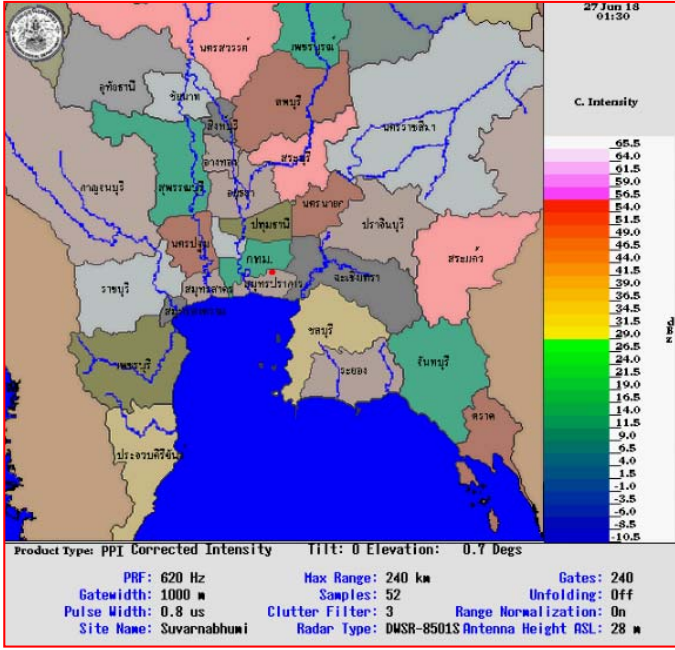 27 Jun 18
01:30
C. Intensity
นครสวรรค์
เพชรบูรณ์
อุทัยธานี
ชัยนาท
ลพบุรี
สิงหบุรี
นครราชสีมา
อ่างทอง
สระบุรี
กาญจนบุรี
สุพรรณบุรี
อยุธยา
นครนายก
ปทุมธานี
ปราจีนบุรี
นครปฐม
กทม.
สระแก้ว
ราชบุรี
สมุทรสาคร
สมุทรปราการ
ฉะเชิงเทรา
ชลบุรี
เพชรบุรี
ระยอง
จันทบุรี
ตราด
ประจวบคีรีขันธ์
65.5
64.0
61.5
59.0
56.5
54.0
51.5
49.0
46.5
44.0
41.5
39.0
36.5
34.0
31.5
29.0
26.5
24.0
21.5
19.0
16.5
14.0
11.5
9.0
6.5
4.0
1.5
-1.0
-3.5
-6.0
-8.5
-10.5
Product Type: PPI Corrected Intensity Tilt: 0 Elevation: 0.7 Degs
PRF: 620 Hz Max Range: 240 km Gates: 240
Gatewidth: 1000 m Samples: 52 Unfolding: Off
Pulse Width: 0.8 us Clutter Filter: 3 Range Normalization: On
Site Name: Suvarnabhumi Radar Type: DWSR-8501S Antenna Height ASL: 28 m